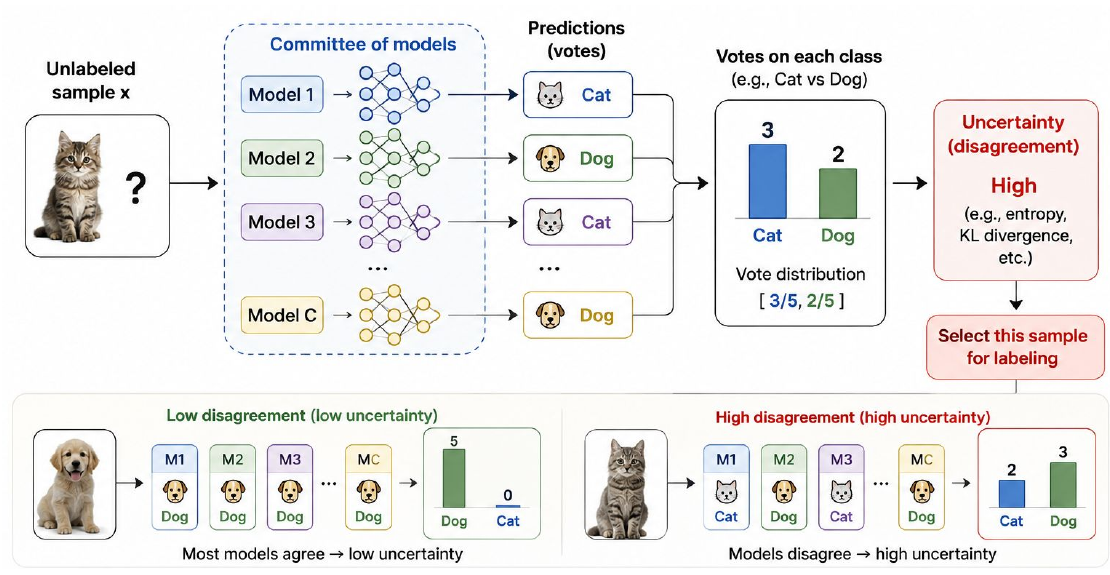 Unlabeled
sample x
?
Committee of models
Model 1
Model 2
Model 3
...
Model C
Predictions
(votes)
Cat
Dog
Cat
...
Dog
Votes on each class
(e.g., Cat vs Dog)
3
2
Cat
Dog
Vote distribution
[ 3/5, 2/5 ]
Uncertainty
(disagreement)
High
(e.g., entropy,
KL divergence,
etc.)
Select this sample
for labeling
Low disagreement (low uncertainty)
M1
Dog
M2
Dog
M3
Dog
...
MC
Dog
5
0
Dog
Cat
Most models agree → low uncertainty
High disagreement (high uncertainty)
M1
Cat
M2
Dog
M3
Cat
...
MC
Dog
2
3
Cat
Dog
Models disagree → high uncertainty